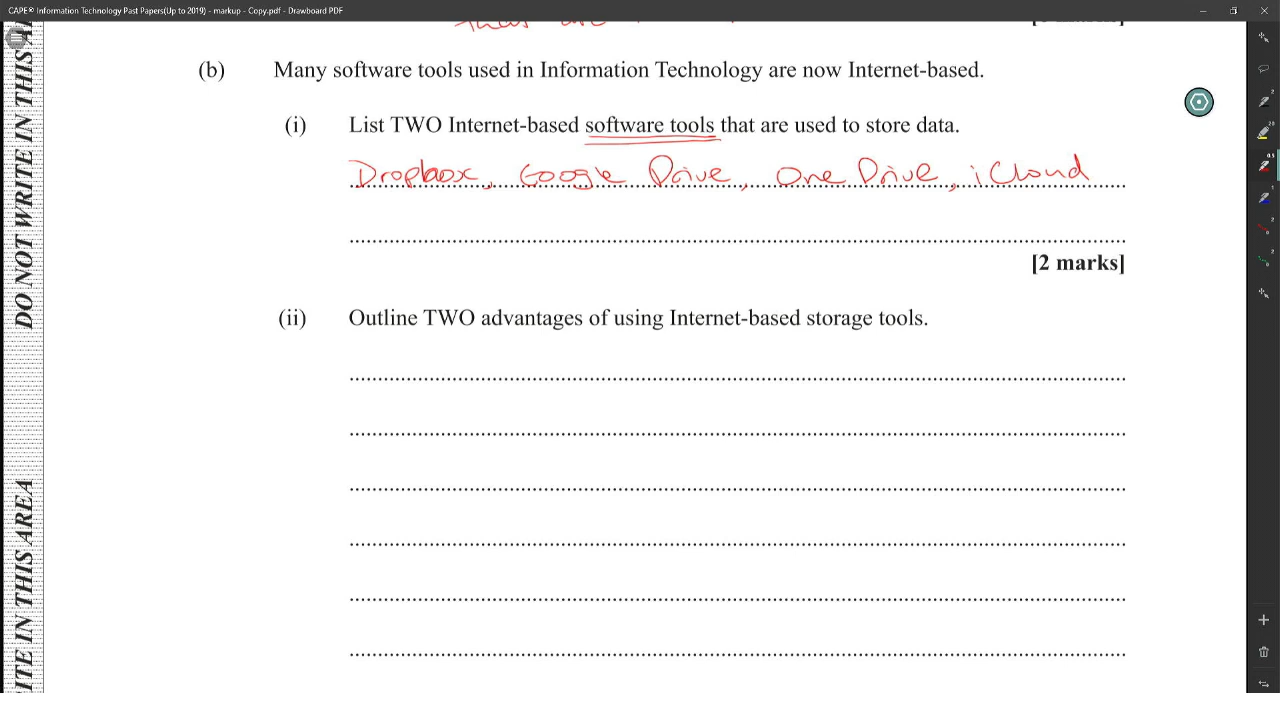 CAPE® Information Technology Past Papers(Up to 2019) - markup - Copy.pdf - Drawboard PDF
(b) Many software tools used in Information Technology are now Internet-based.
(i) List TWO Internet-based software tools that are used to store data.
Dropbox, Google Drive, One Drive, iCloud
[2 marks]
(ii) Outline TWO advantages of using Internet-based storage tools.
DO NOT WRITE IN THIS A
ITE IN THIS AREA